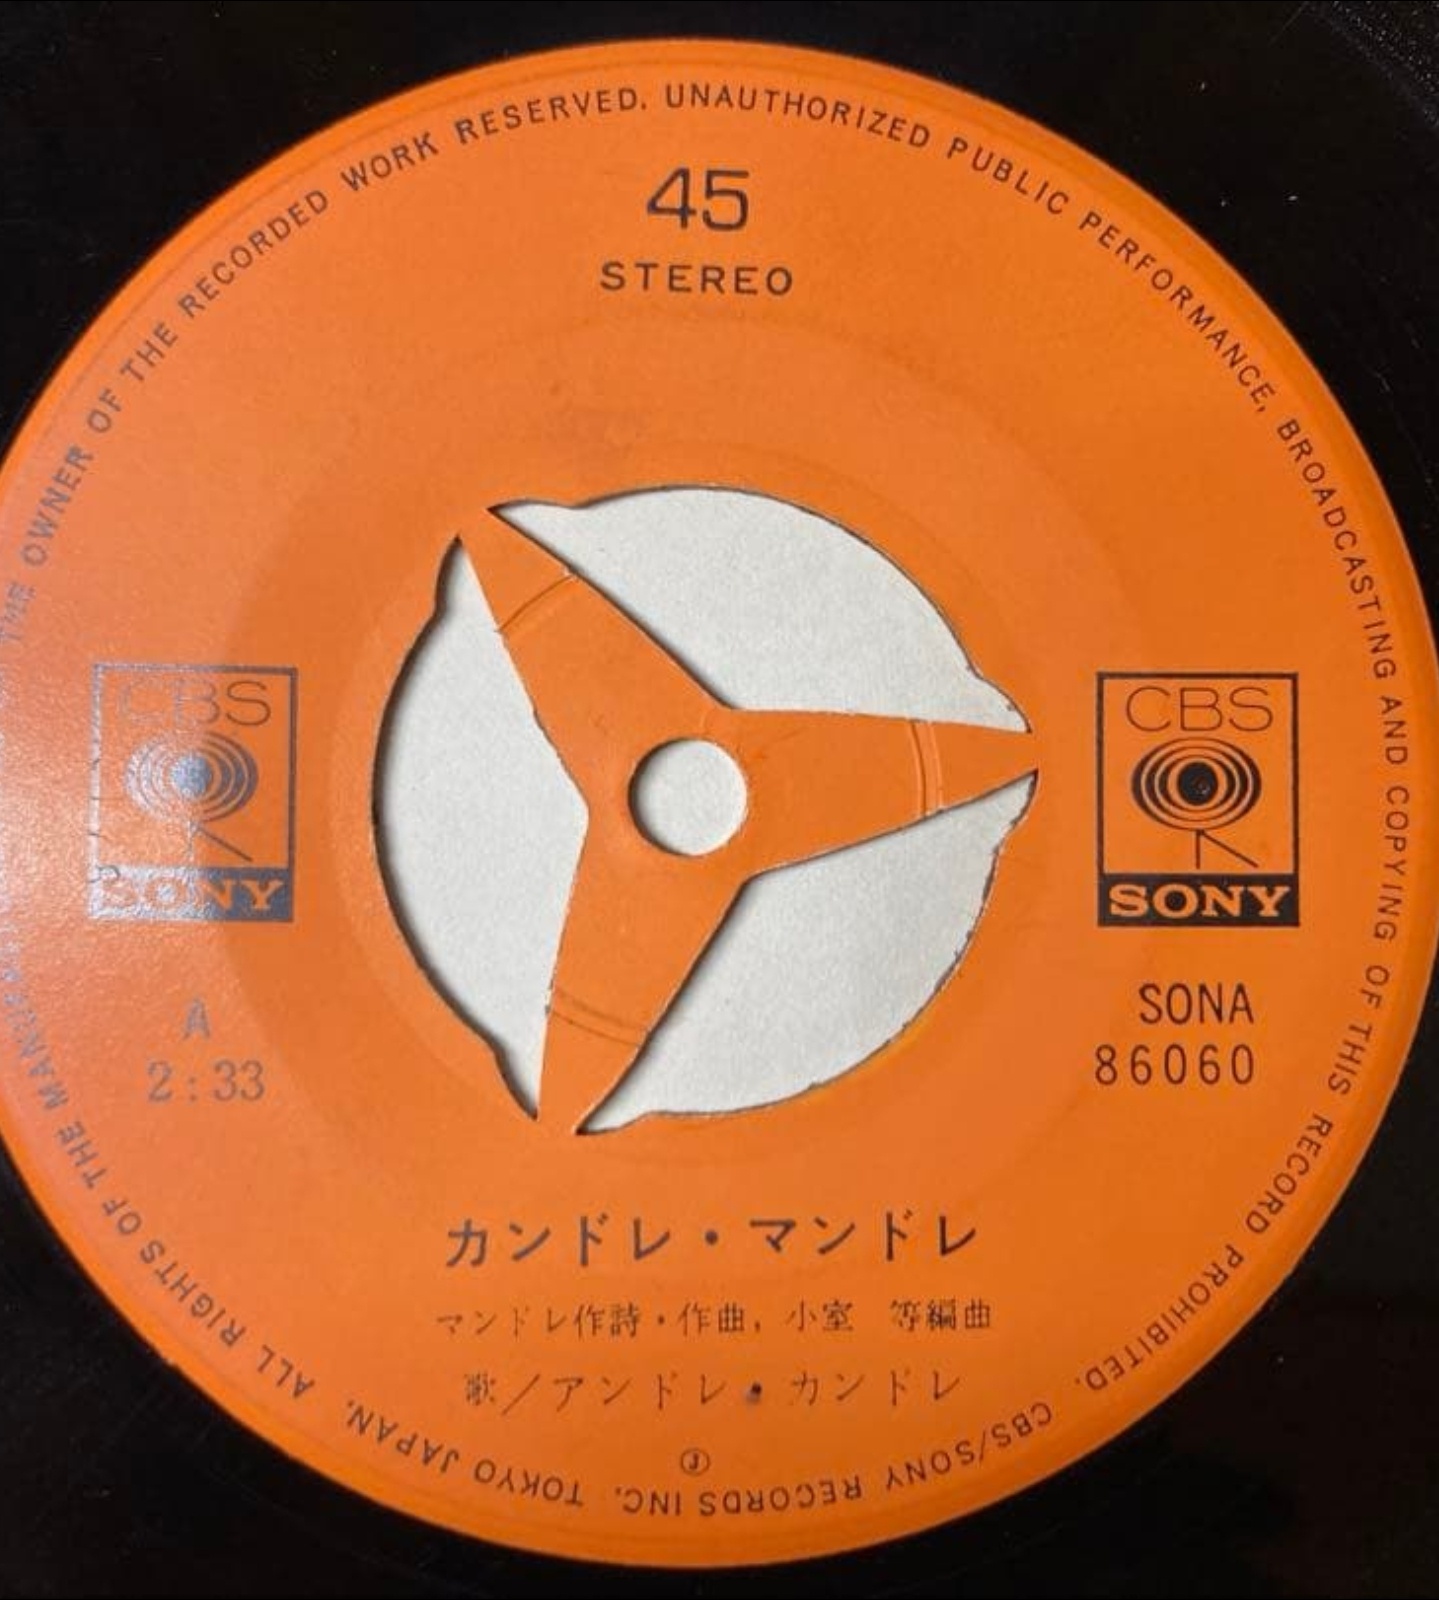 45
STEREO
CBS
SONY
CBS
SONY
A
2:33
SONA
86060
カンドレ・マンドレ
マンドレ作詩・作曲, 小室 等編曲
歌/アンドレ・カンドレ
Ⓙ
ALL RIGHTS OF THE THE OWNER OF THE RECORDED WORK RESERVED. UNAUTHORIZED PUBLIC PERFORMANCE, BROADCASTING AND COPYING OF THIS RECORD PROHIBITED. CBS/SONY RECORDS INC. TOKYO JAPAN.